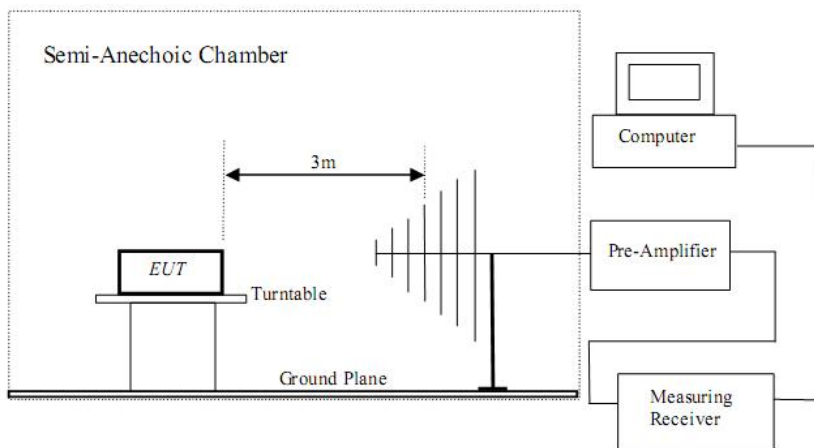 Semi-Anechoic Chamber
Computer
3m
Pre-Amplifier
EUT
Turntable
Ground Plane
Measuring
Receiver